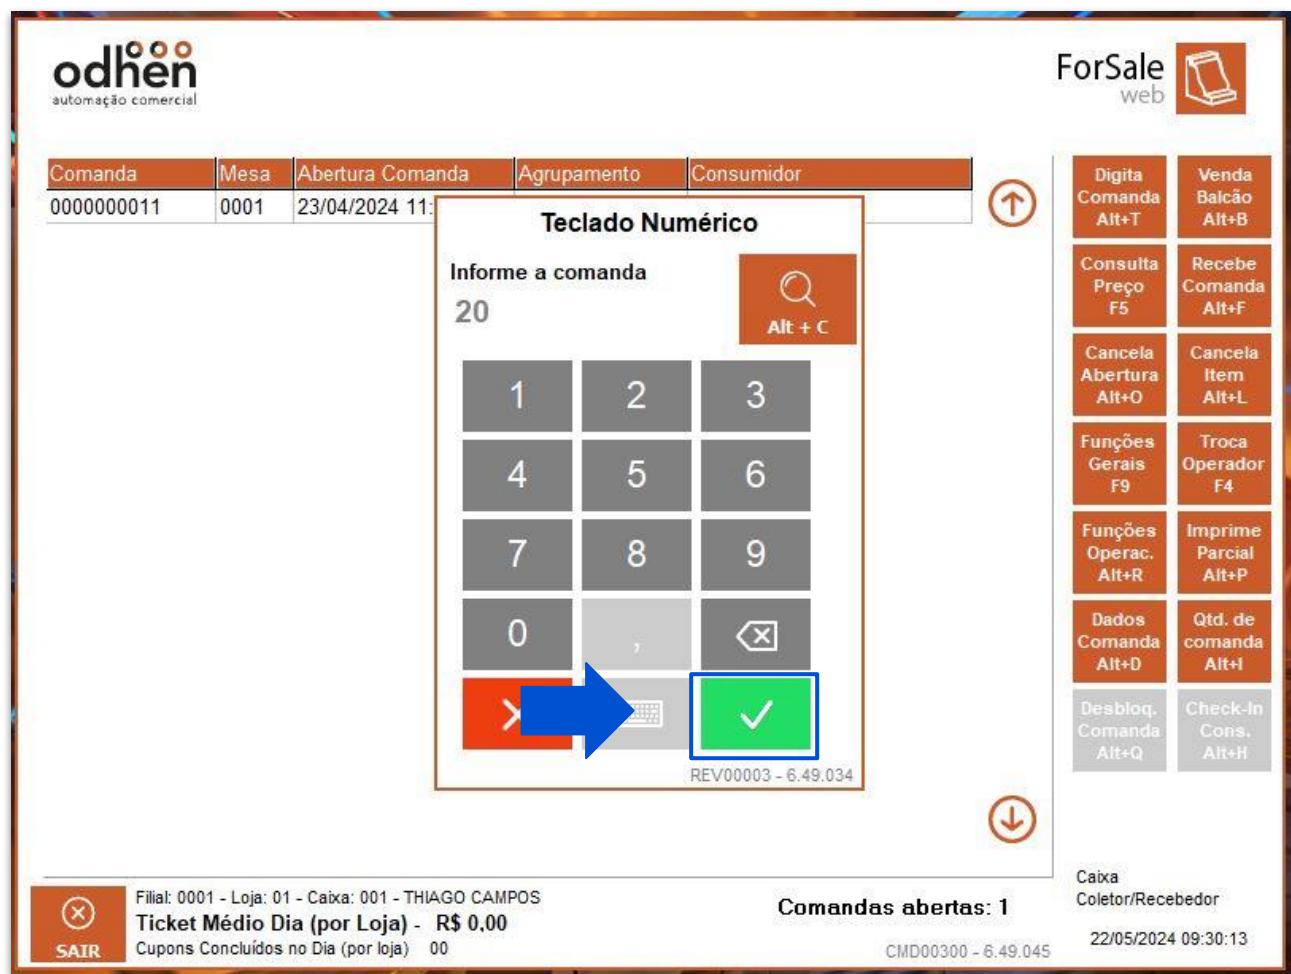 odhen
automação comercial
ForSale
web
Comanda Mesa Abertura Comanda Agrupamento Consumidor
0000000011 0001 23/04/2024 11:
Teclado Numérico
Informe a comanda
20
Alt + C
1 2 3
4 5 6
7 8 9
0 ,
REV00003 - 6.49.034
Digita
Comanda
Alt+T
Venda
Balcão
Alt+B
Consulta
Preço
F5
Recebe
Comanda
Alt+F
Cancela
Abertura
Alt+O
Cancela
Item
Alt+L
Funções
Gerais
F9
Troca
Operador
F4
Funções
Operac.
Alt+R
Imprime
Parcial
Alt+P
Dados
Comanda
Alt+D
Qtd. de
comanda
Alt+I
Desbloq.
Comanda
Alt+Q
Check-In
Cons.
Alt+H
SAIR
Filial: 0001 - Loja: 01 - Caixa: 001 - THIAGO CAMPOS
Ticket Médio Dia (por Loja) - R$ 0,00
Cupons Concluídos no Dia (por loja) 00
Comandas abertas: 1
CMD00300 - 6.49.045
Caixa
Coletor/Recebedor
22/05/2024 09:30:13